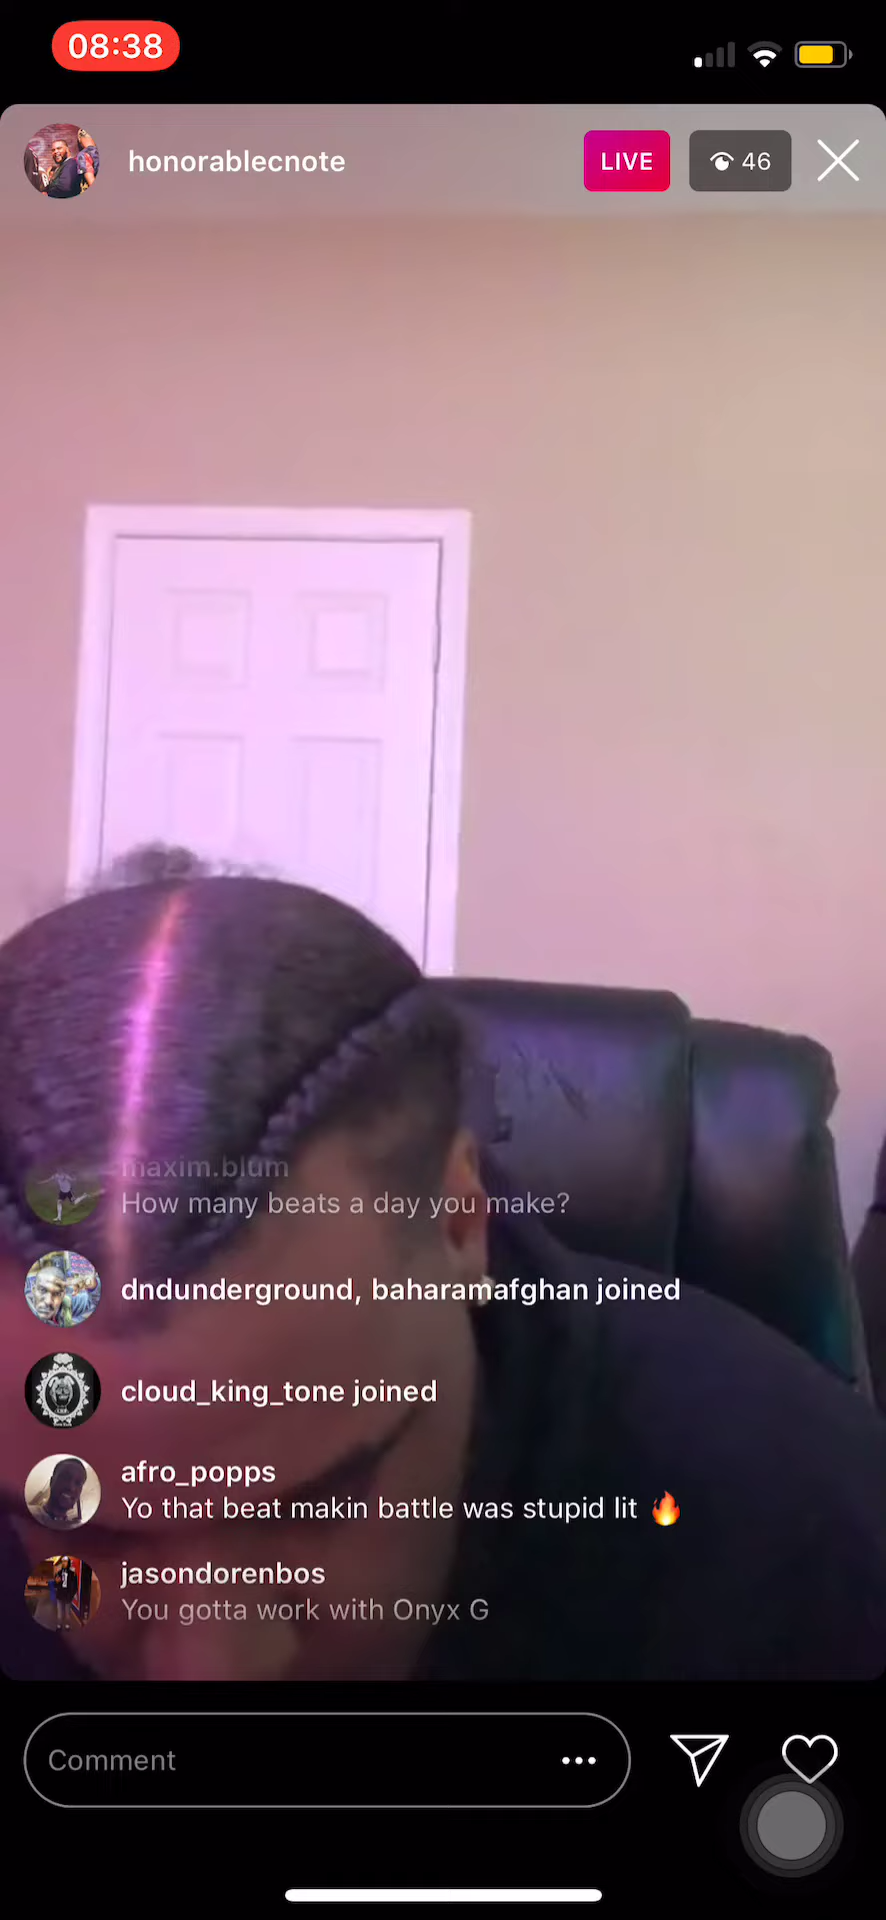 08:38
honorablecnote
LIVE
46
maxim.blum
How many beats a day you make?
dndunderground, baharamafghan joined
cloud_king_tone joined
afro_popps
Yo that beat makin battle was stupid lit 🔥
jasondorenbos
You gotta work with Onyx G
Comment